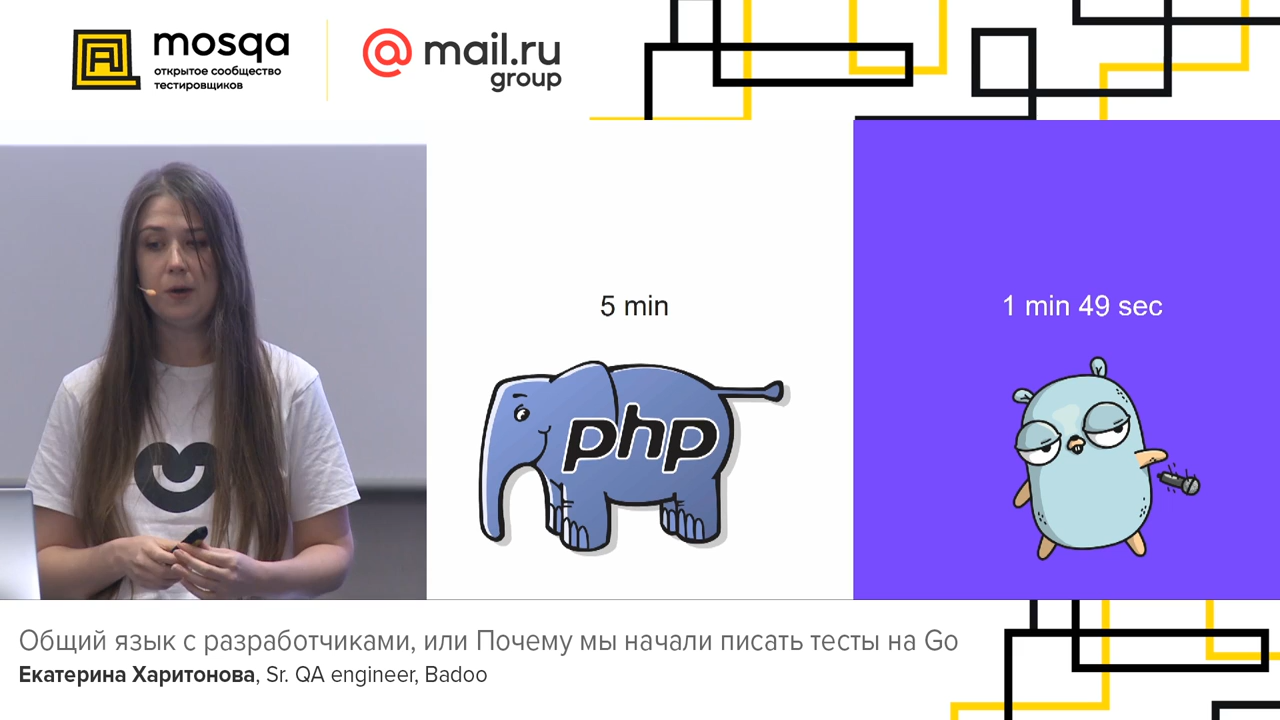 mosqa
открытое сообщество
тестировщиков
@mail.ru
group
5 min
1 min 49 sec
php
Общий язык с разработчиками, или Почему мы начали писать тесты на Go
Екатерина Харитонова, Sr. QA engineer, Badoo